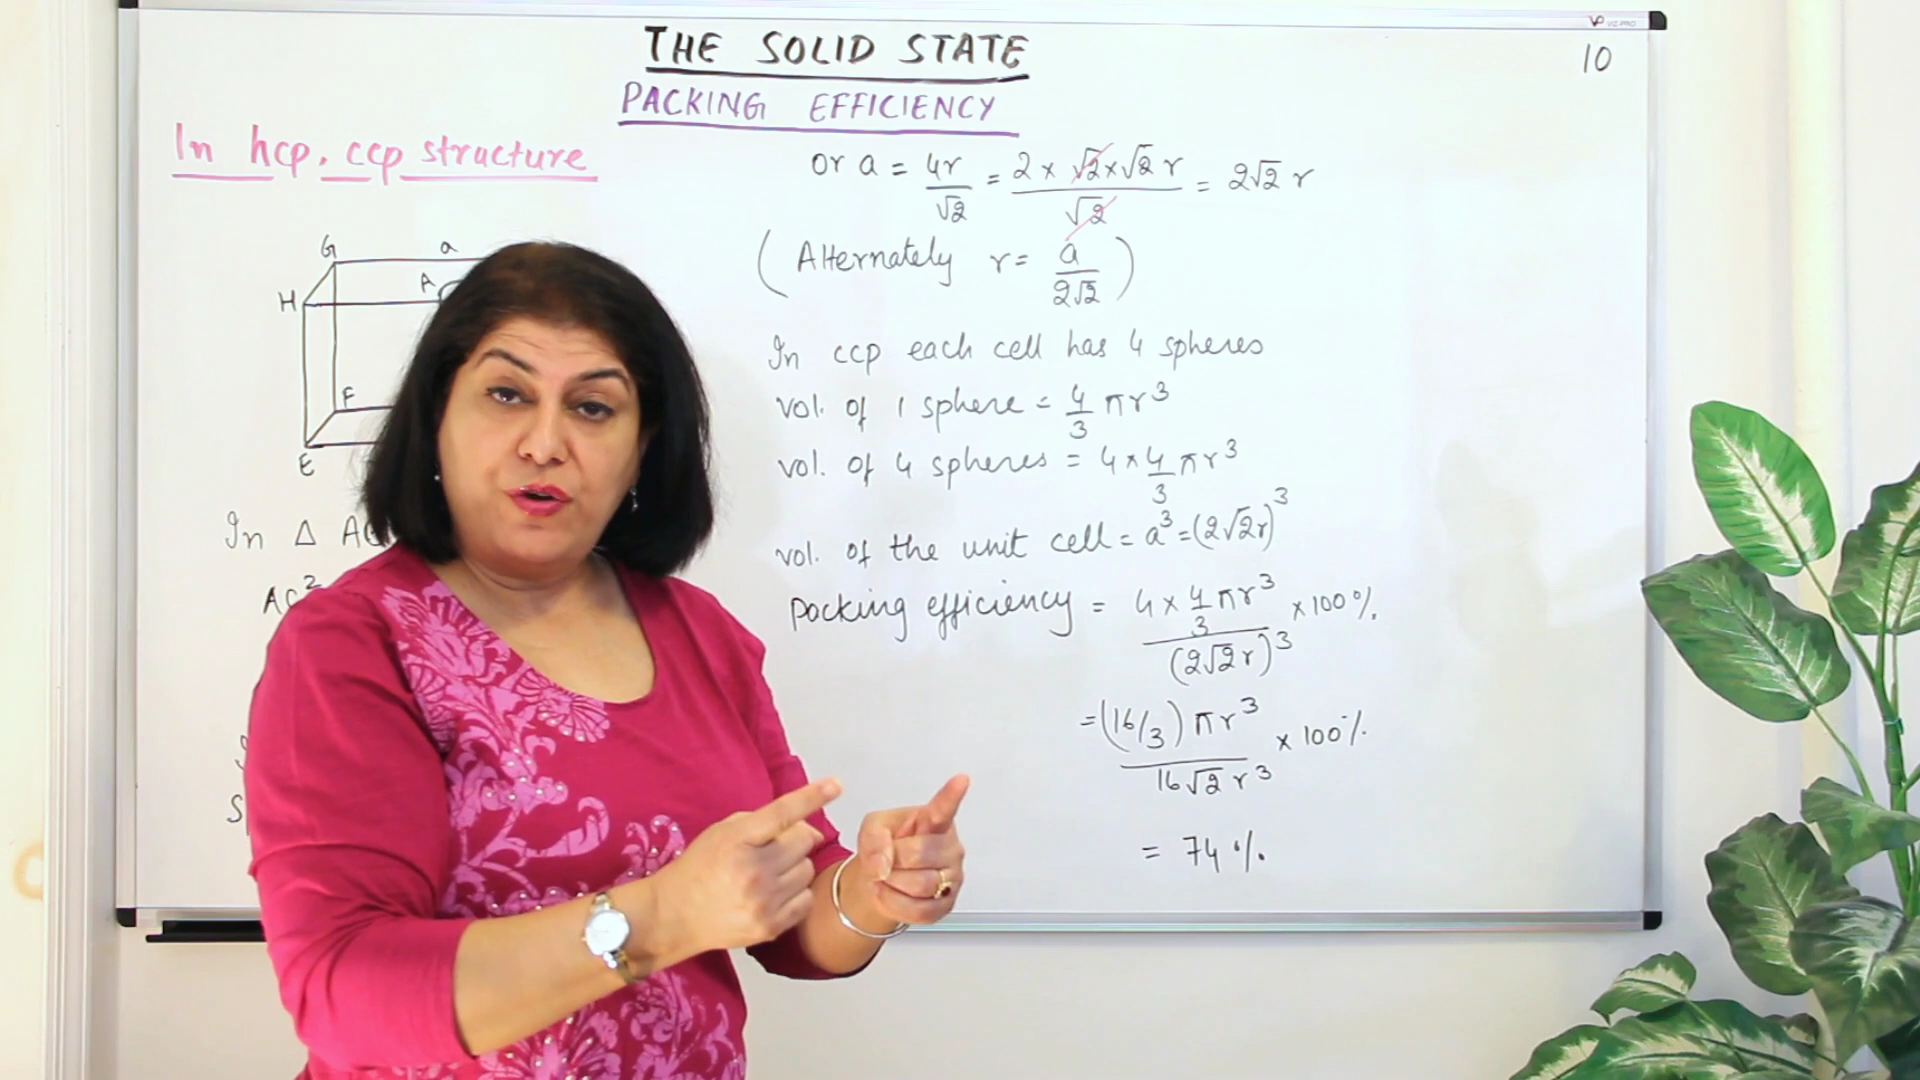 THE SOLID STATE
10
PACKING EFFICIENCY
In hcp, ccp structure
G a
A
H
F
E
In Δ
AC²
or a = 4r/√2 = 2 × √2 × √2 r/√2 = 2√2 r
(Alternately r = a/2√2)
In ccp each cell has 4 spheres
Vol. of 1 sphere = 4/3 πr³
vol. of 4 spheres = 4 × 4/3 πr³
vol. of the unit cell = a³ = (2√2r)³
Packing efficiency = 4 × 4/3 πr³/(2√2r)³ × 100%
= (16/3) πr³/16√2 r³ × 100%
= 74%